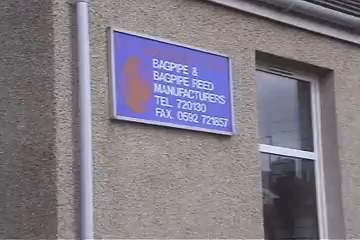 BAGPIPE &
BAGPIPE REED
MANUFACTURERS
TEL. 720130
FAX. 0592 721857